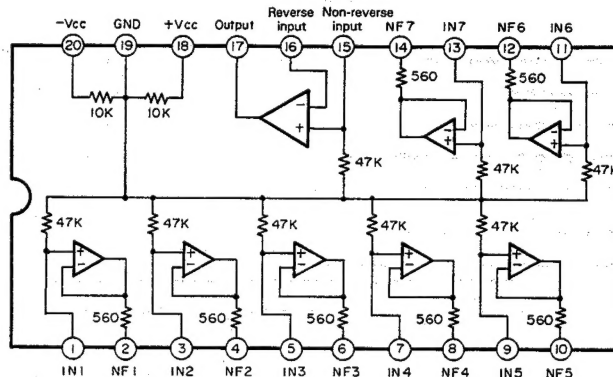 -Vcc GND +Vcc Output Reverse input Non-reverse input NF7 IN7 NF6 IN6
20 19 18 17 16 15 14 13 12 11
10K 10K 560 560
- + - + - +
47K 47K 47K
47K 47K 47K 47K 47K
+ - + - + - + - + -
560 560 560 560 560
1 2 3 4 5 6 7 8 9 10
IN1 NF1 IN2 NF2 IN3 NF3 IN4 NF4 IN5 NF5